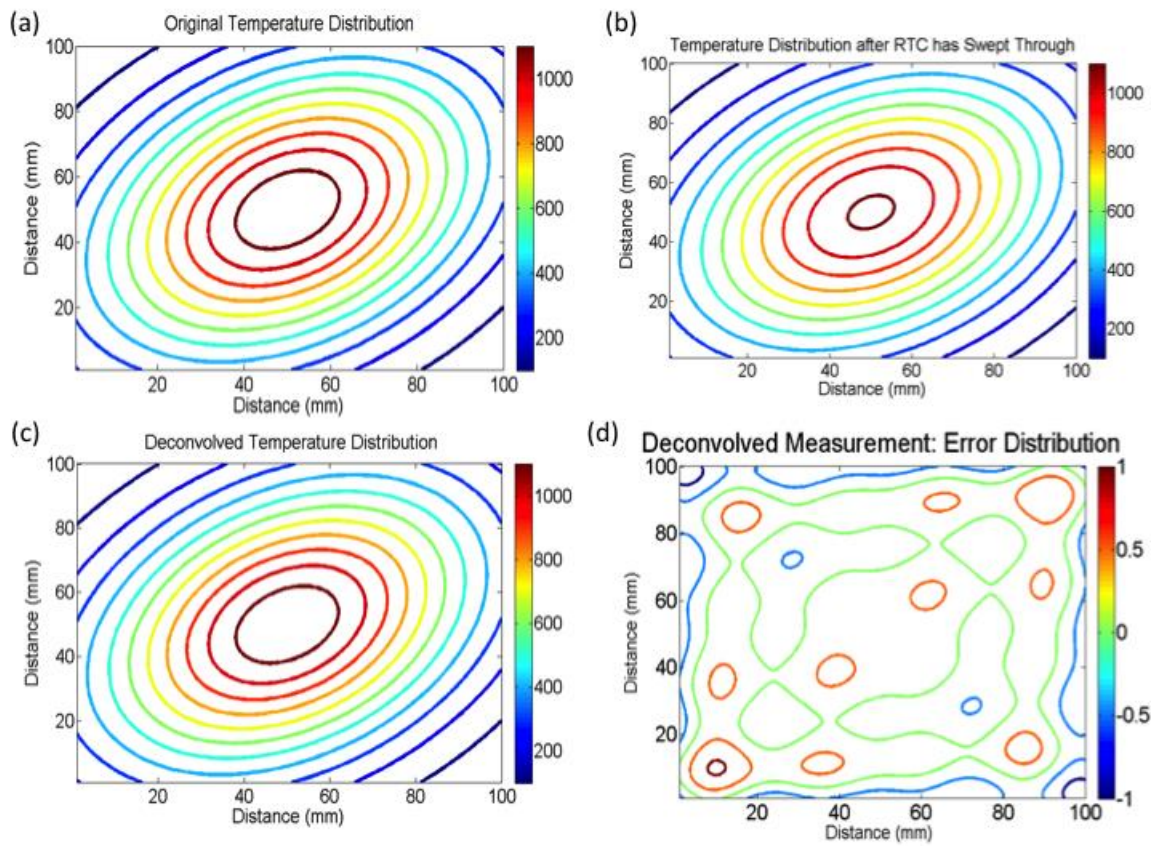 (a)
Original Temperature Distribution
100
80
60
40
20
20 40 60 80 100
Distance (mm)
Distance (mm)
1000
800
600
400
200
(b)
Temperature Distribution after RTC has Swept Through
100
80
60
40
20
20 40 60 80 100
Distance (mm)
Distance (mm)
1000
800
600
400
200
(c)
Deconvolved Temperature Distribution
100
80
60
40
20
20 40 60 80 100
Distance (mm)
Distance (mm)
1000
800
600
400
200
(d)
Deconvolved Measurement: Error Distribution
100
80
60
40
20
20 40 60 80 100
Distance (mm)
Distance (mm)
1
0.5
0
-0.5
-1